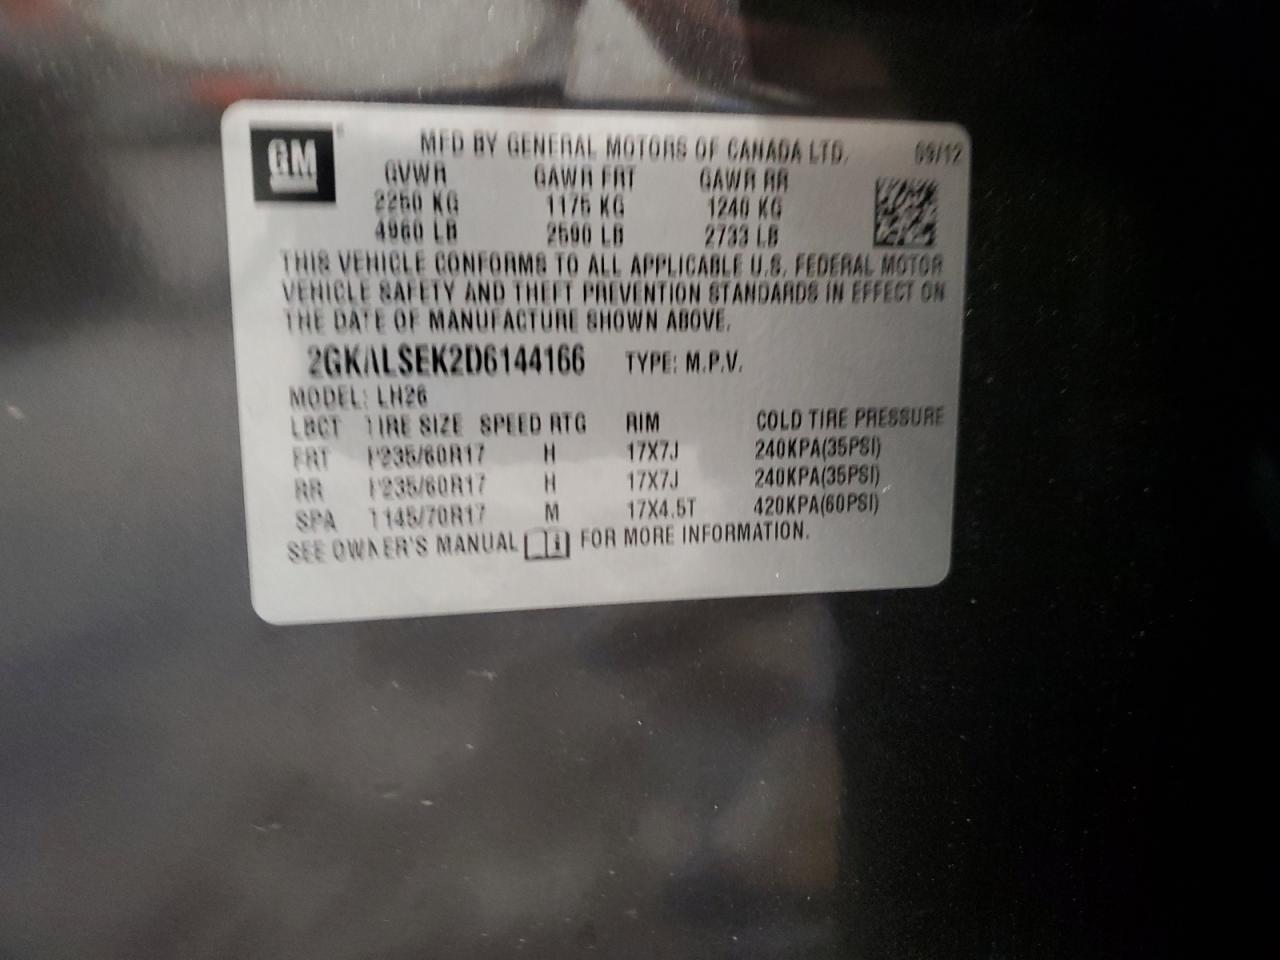 GM
MFD BY GENERAL MOTORS OF CANADA LTD. 09/12
GVWR GAWR FRT GAWR RR
2250 KG 1175 KG 1240 KG
4960 LB 2590 LB 2733 LB
THIS VEHICLE CONFORMS TO ALL APPLICABLE U.S. FEDERAL MOTOR
VEHICLE SAFETY AND THEFT PREVENTION STANDARDS IN EFFECT ON
THE DATE OF MANUFACTURE SHOWN ABOVE.
2GKALSEK2D6144166 TYPE: M.P.V.
MODEL: LH26
LOCT TIRE SIZE SPEED RTG RIM COLD TIRE PRESSURE
FRT P235/60R17 H 17X7J 240KPA(35PSI)
RR P235/60R17 H 17X7J 240KPA(35PSI)
SPA T145/70R17 M 17X4.5T 420KPA(60PSI)
SEE OWNER'S MANUAL FOR MORE INFORMATION.